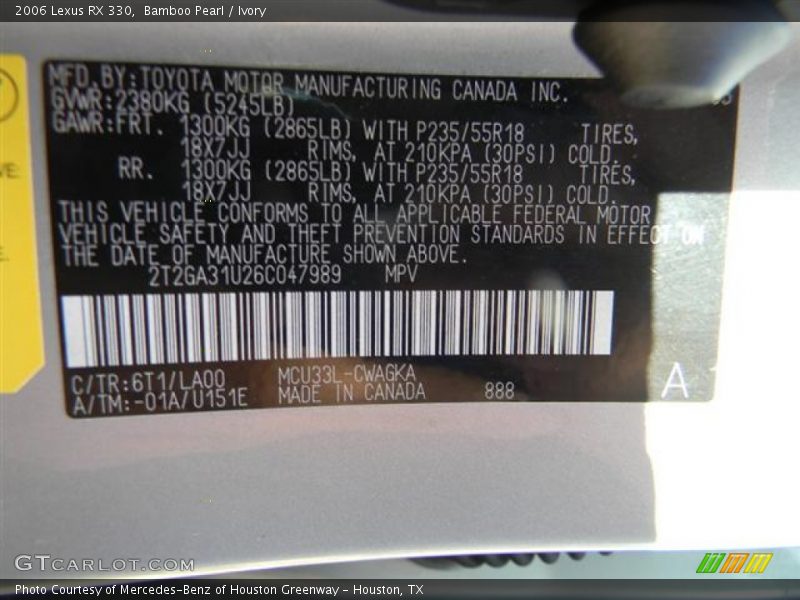 2006 Lexus RX 330, Bamboo Pearl / Ivory
MFD.BY:TOYOTA MOTOR MANUFACTURING CANADA INC.
GVWR:2380KG (5245LB)
GAWR:FRT. 1300KG (2865LB) WITH P235/55R18 TIRES,
18X7JJ RIMS, AT 210KPA (30PSI) COLD.
RR. 1300KG (2865LB) WITH P235/55R18 TIRES,
18X7JJ RIMS, AT 210KPA (30PSI) COLD.
THIS VEHICLE CONFORMS TO ALL APPLICABLE FEDERAL MOTOR
VEHICLE SAFETY AND THEFT PREVENTION STANDARDS IN EFFECT ON
THE DATE OF MANUFACTURE SHOWN ABOVE.
2T2GA31U26C047989 MPV
C/TR:6T1/LA00 MCU33L-CWAGKA
A/TM:-01A/U151E MADE IN CANADA 888
A
GTCARLOT.COM
Photo Courtesy of Mercedes-Benz of Houston Greenway - Houston, TX